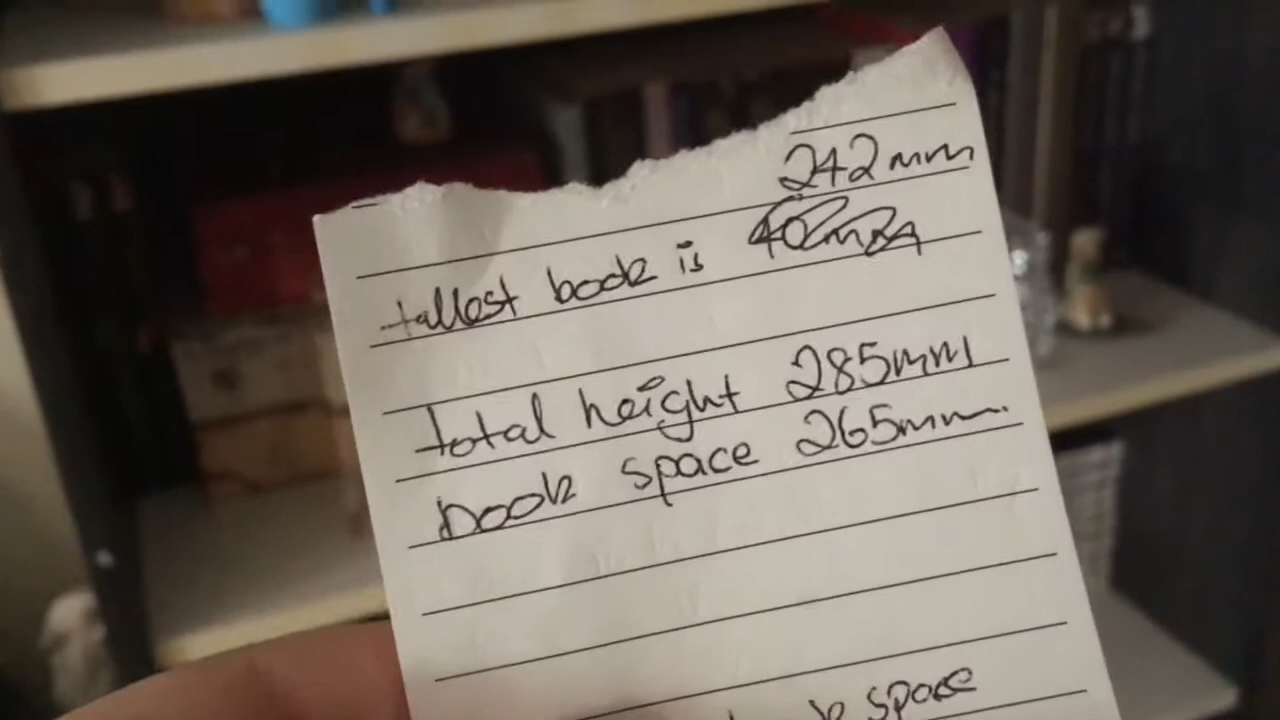 242mm
tallest book is
total height 285mm
book space 265mm
space